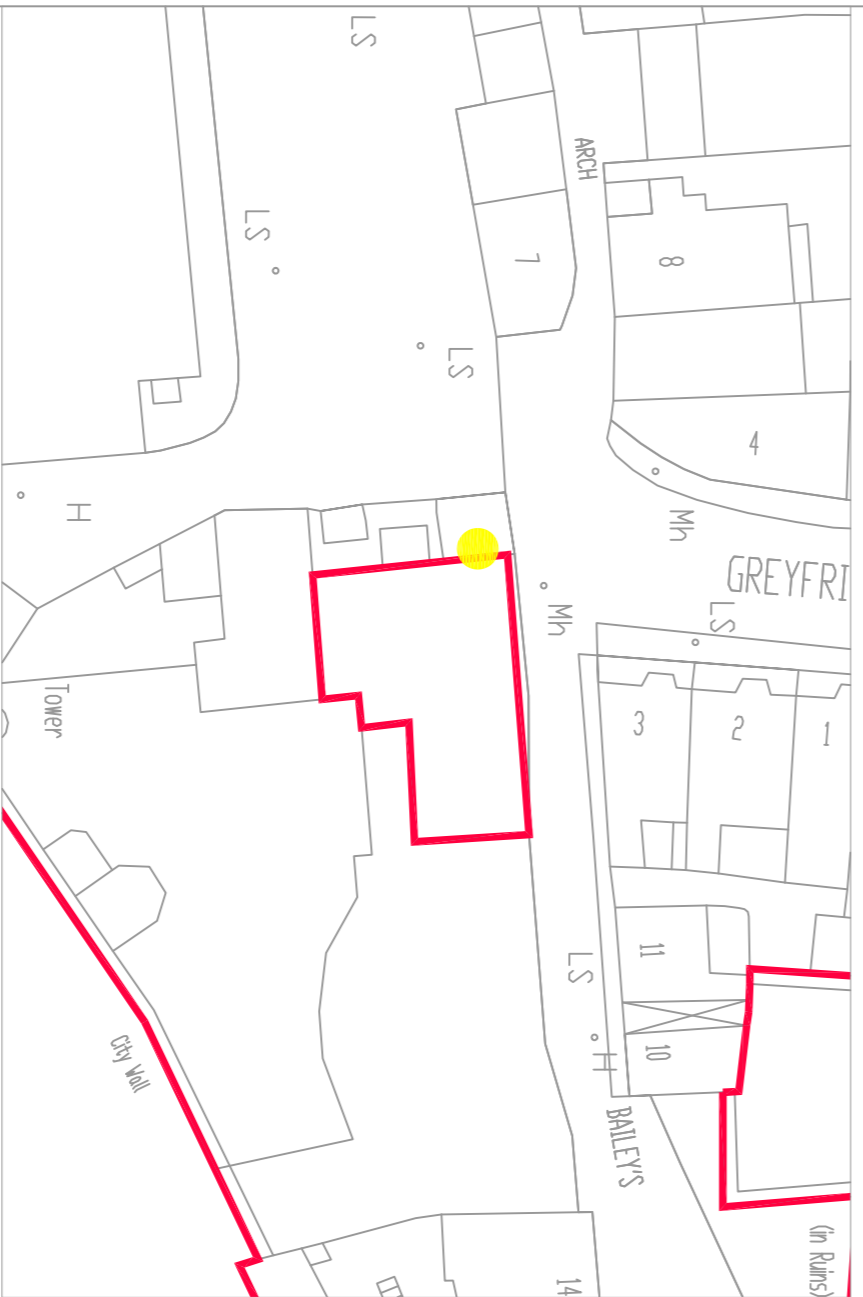 LS
ARCH
LS
7
8
LS
4
H
Mh
GREYFRI
Mh
LS
Tower
3
2
1
LS
11
City Wall
H
10
BAILEY'S
(in Ruins)
14